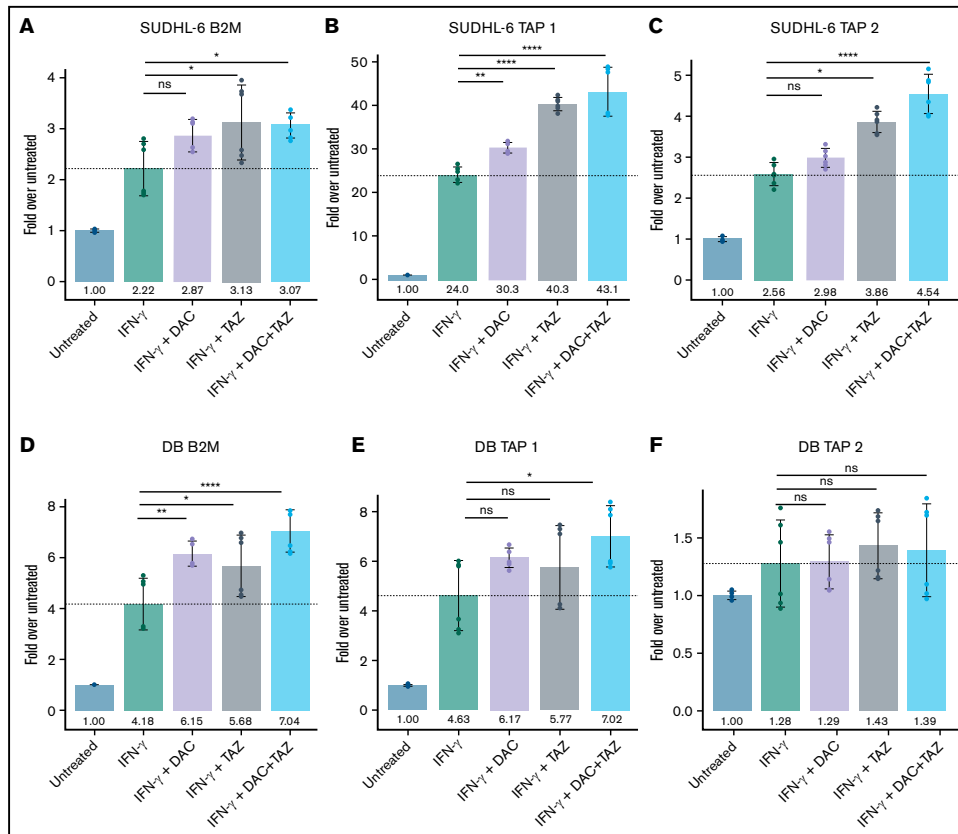 A
SUDHL-6 B2M
Fold over untreated
4
3
2
1
0
*
*
ns
1.00 2.22 2.87 3.13 3.07
Untreated
IFN-γ
IFN-γ + DAC
IFN-γ + TAZ
IFN-γ + DAC+TAZ
B
SUDHL-6 TAP 1
Fold over untreated
50
40
30
20
10
0
****
****
**
1.00 24.0 30.3 40.3 43.1
Untreated
IFN-γ
IFN-γ + DAC
IFN-γ + TAZ
IFN-γ + DAC+TAZ
C
SUDHL-6 TAP 2
Fold over untreated
5
4
3
2
1
0
****
*
ns
1.00 2.56 2.98 3.86 4.54
Untreated
IFN-γ
IFN-γ + DAC
IFN-γ + TAZ
IFN-γ + DAC+TAZ
D
DB B2M
Fold over untreated
8
6
4
2
0
****
*
**
1.00 4.18 6.15 5.68 7.04
Untreated
IFN-γ
IFN-γ + DAC
IFN-γ + TAZ
IFN-γ + DAC+TAZ
E
DB TAP 1
Fold over untreated
8
6
4
2
0
*
ns
ns
1.00 4.63 6.17 5.77 7.02
Untreated
IFN-γ
IFN-γ + DAC
IFN-γ + TAZ
IFN-γ + DAC+TAZ
F
DB TAP 2
Fold over untreated
1.5
1.0
0.5
0.0
ns
ns
ns
1.00 1.28 1.29 1.43 1.39
Untreated
IFN-γ
IFN-γ + DAC
IFN-γ + TAZ
IFN-γ + DAC+TAZ